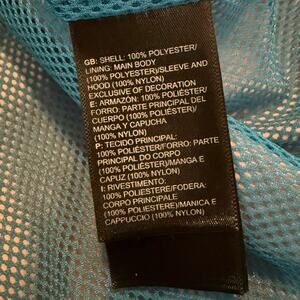 GB: SHELL: 100% POLYESTER/
LINING: MAIN BODY
(100% POLYESTER)/SLEEVE AND
HOOD (100% NYLON)
EXCLUSIVE OF DECORATION
E: ARMAZÓN: 100% POLIÉSTER/
FORRO: PARTE PRINCIPAL DEL
CUERPO (100% POLIÉSTER)/
MANGA Y CAPUCHA
(100% NYLON)
P: TECIDO PRINCIPAL:
100% POLIÉSTER/FORRO: PARTE
PRINCIPAL DO CORPO
(100% POLIÉSTER)/MANGA E
CAPUZ (100% NYLON)
I: RIVESTIMENTO:
100% POLIESTERE/FODERA:
CORPO PRINCIPALE
(100% POLIESTERE)/MANICA E
CAPPUCCIO (100% NYLON)